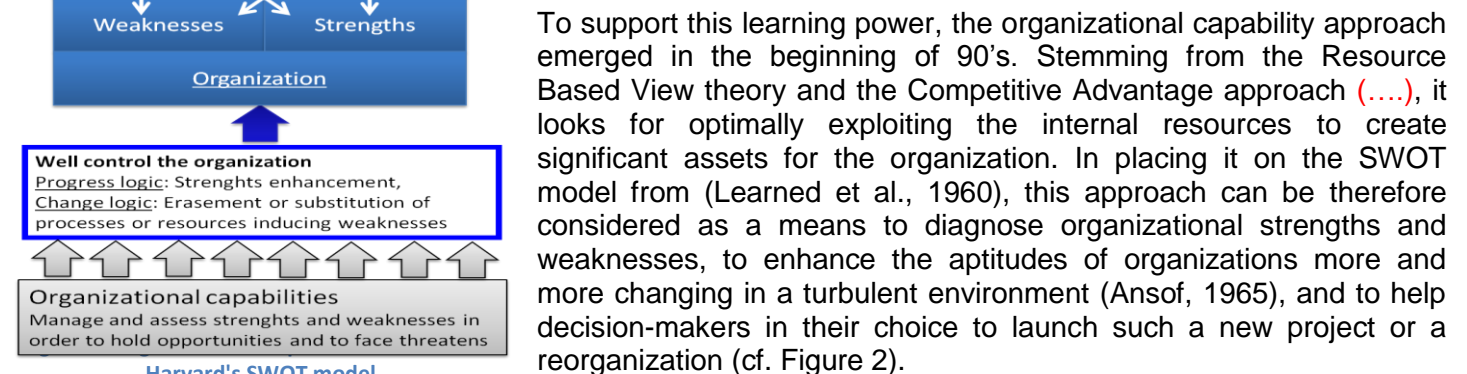 Weaknesses Strengths
Organization
Well control the organization
Progress logic: Strenghts enhancement,
Change logic: Erasement or substitution of
processes or resources inducing weaknesses
Organizational capabilities
Manage and assess strenghts and weaknesses in
order to hold opportunities and to face threatens
Harvard's SWOT model
To support this learning power, the organizational capability approach
emerged in the beginning of 90's. Stemming from the Resource
Based View theory and the Competitive Advantage approach (....), it
looks for optimally exploiting the internal resources to create
significant assets for the organization. In placing it on the SWOT
model from (Learned et al., 1960), this approach can be therefore
considered as a means to diagnose organizational strengths and
weaknesses, to enhance the aptitudes of organizations more and
more changing in a turbulent environment (Ansof, 1965), and to help
decision-makers in their choice to launch such a new project or a
reorganization (cf. Figure 2).